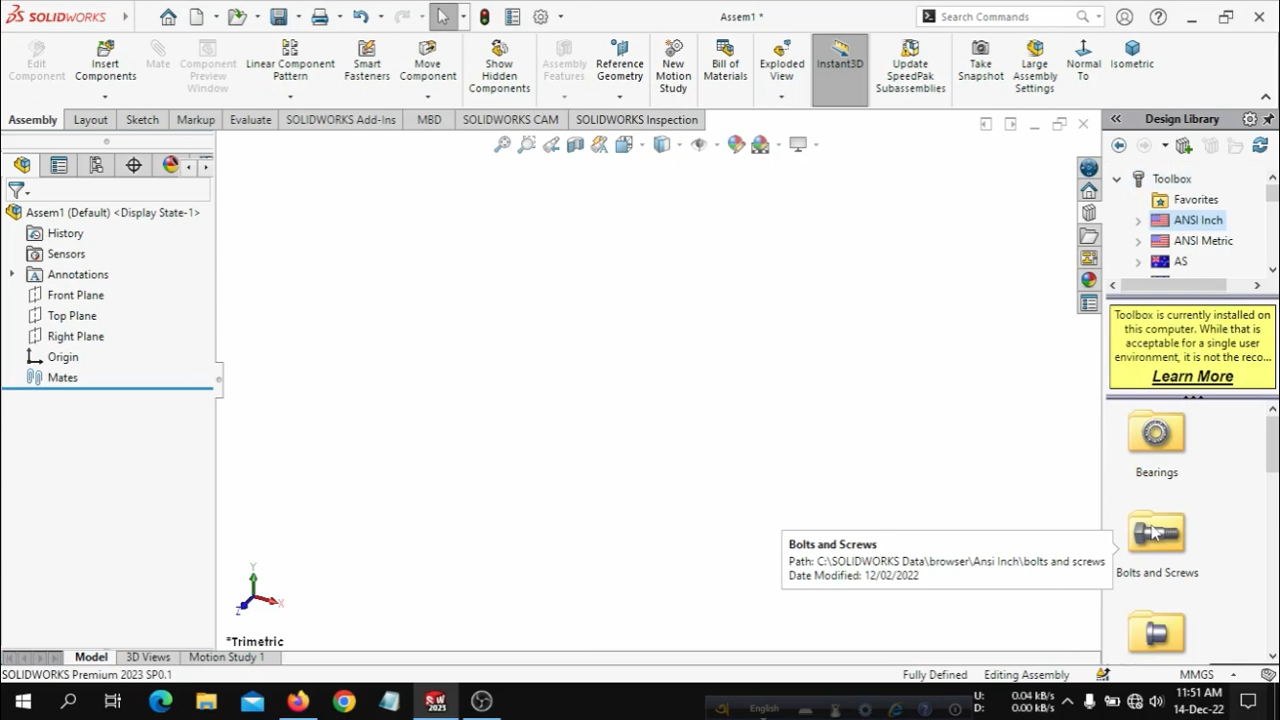 SOLIDWORKS
Assem1 *
Search Commands
Edit
Component
Insert
Components
Mate
Component
Preview
Window
Linear Component
Pattern
Smart
Fasteners
Move
Component
Show
Hidden
Components
Assembly
Features
Reference
Geometry
New
Motion
Study
Bill of
Materials
Exploded
View
Instant3D
Update
SpeedPak
Subassemblies
Take
Snapshot
Large
Assembly
Settings
Normal
To
Isometric
Assembly
Layout
Sketch
Markup
Evaluate
SOLIDWORKS Add-Ins
MBD
SOLIDWORKS CAM
SOLIDWORKS Inspection
Design Library
Assem1 (Default) <Display State-1>
History
Sensors
Annotations
Front Plane
Top Plane
Right Plane
Origin
Mates
Toolbox
Favorites
ANSI Inch
ANSI Metric
AS
Toolbox is currently installed on
this computer. While that is
acceptable for a single user
environment, it is not the reco...
Learn More
Bearings
Bolts and Screws
Path: C:\SOLIDWORKS Data\browser\Ansi Inch\bolts and screws
Date Modified: 12/02/2022
Bolts and Screws
Y
X
Z
*Trimetric
Model
3D Views
Motion Study 1
SOLIDWORKS Premium 2023 SP0.1
Fully Defined
Editing Assembly
MMGS
English
U: 0.04 kB/s
D: 0.00 kB/s
11:51 AM
14-Dec-22